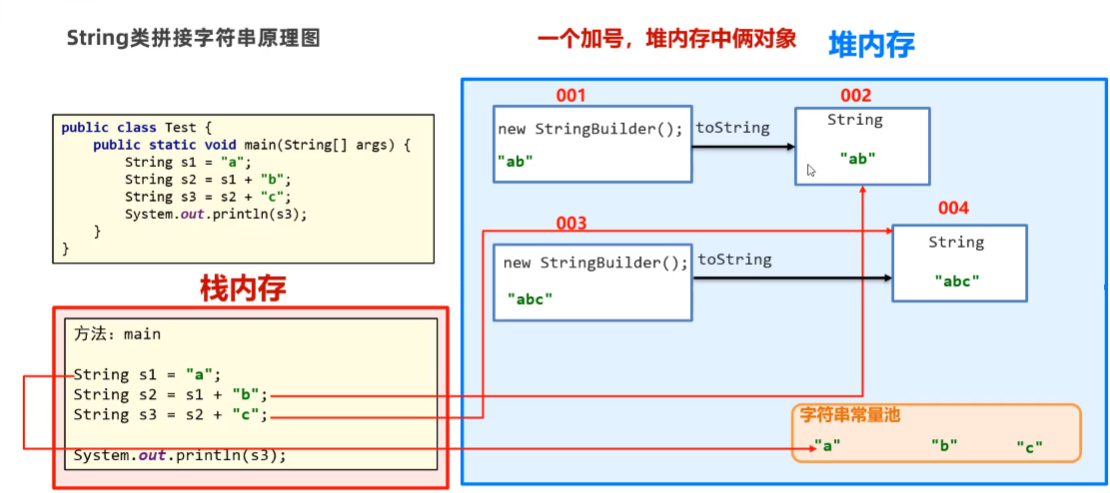 String类拼接字符串原理图
一个加号，堆内存中俩对象
堆内存
public class Test {
public static void main(String[] args) {
String s1 = "a";
String s2 = s1 + "b";
String s3 = s2 + "c";
System.out.println(s3);
}
}
001
new StringBuilder();
"ab"
toString
002
String
"ab"
003
new StringBuilder();
"abc"
toString
004
String
"abc"
栈内存
方法：main
String s1 = "a";
String s2 = s1 + "b";
String s3 = s2 + "c";
System.out.println(s3);
字符串常量池
"a" "b" "c"